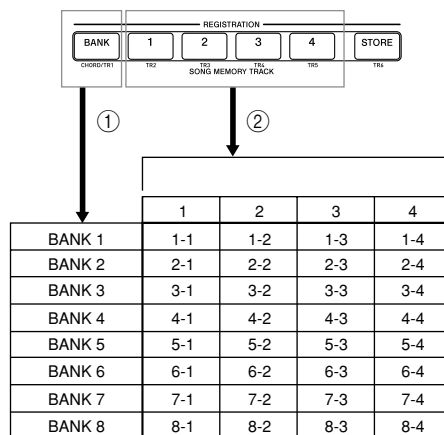 REGISTRATION
BANK 1 2 3 4 STORE
CHORD/TR1 TR2 TR3 TR4 TR5 TR6
SONG MEMORY TRACK
① ②
1 2 3 4
BANK 1 1-1 1-2 1-3 1-4
BANK 2 2-1 2-2 2-3 2-4
BANK 3 3-1 3-2 3-3 3-4
BANK 4 4-1 4-2 4-3 4-4
BANK 5 5-1 5-2 5-3 5-4
BANK 6 6-1 6-2 6-3 6-4
BANK 7 7-1 7-2 7-3 7-4
BANK 8 8-1 8-2 8-3 8-4